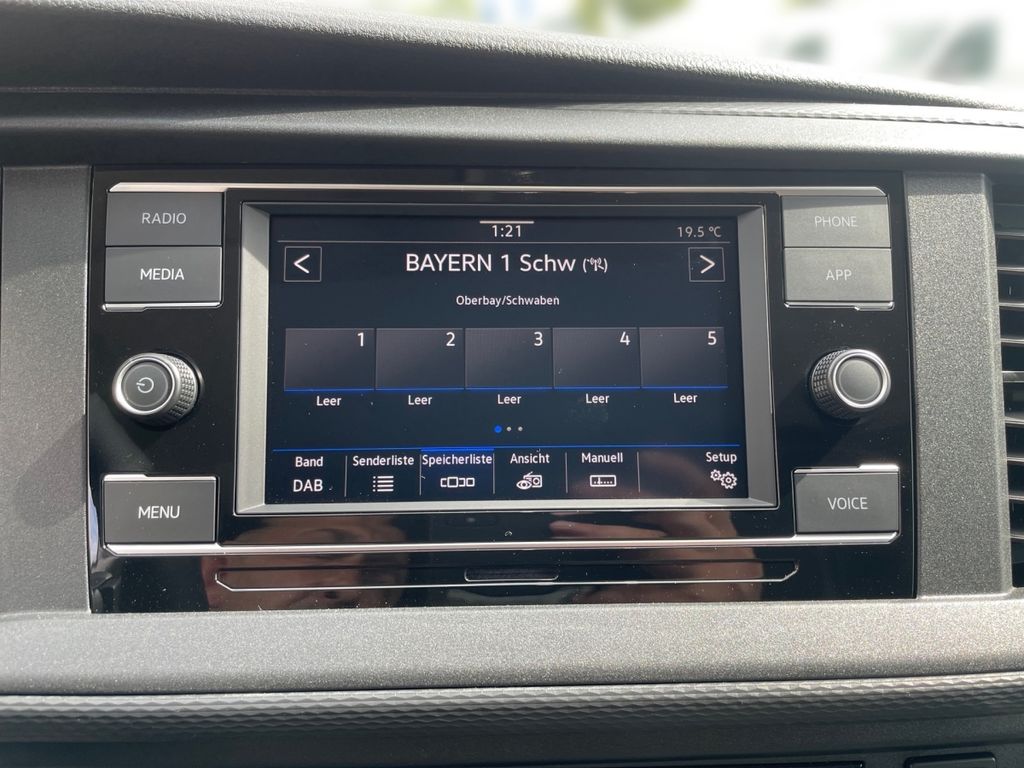 RADIO
MEDIA
MENU
1:21
19.5 °C
< BAYERN 1 Schw >
Oberbay/Schwaben
1 2 3 4 5
Leer Leer Leer Leer Leer
Band Senderliste Speicherliste Ansicht Manuell Setup
DAB
PHONE
APP
VOICE